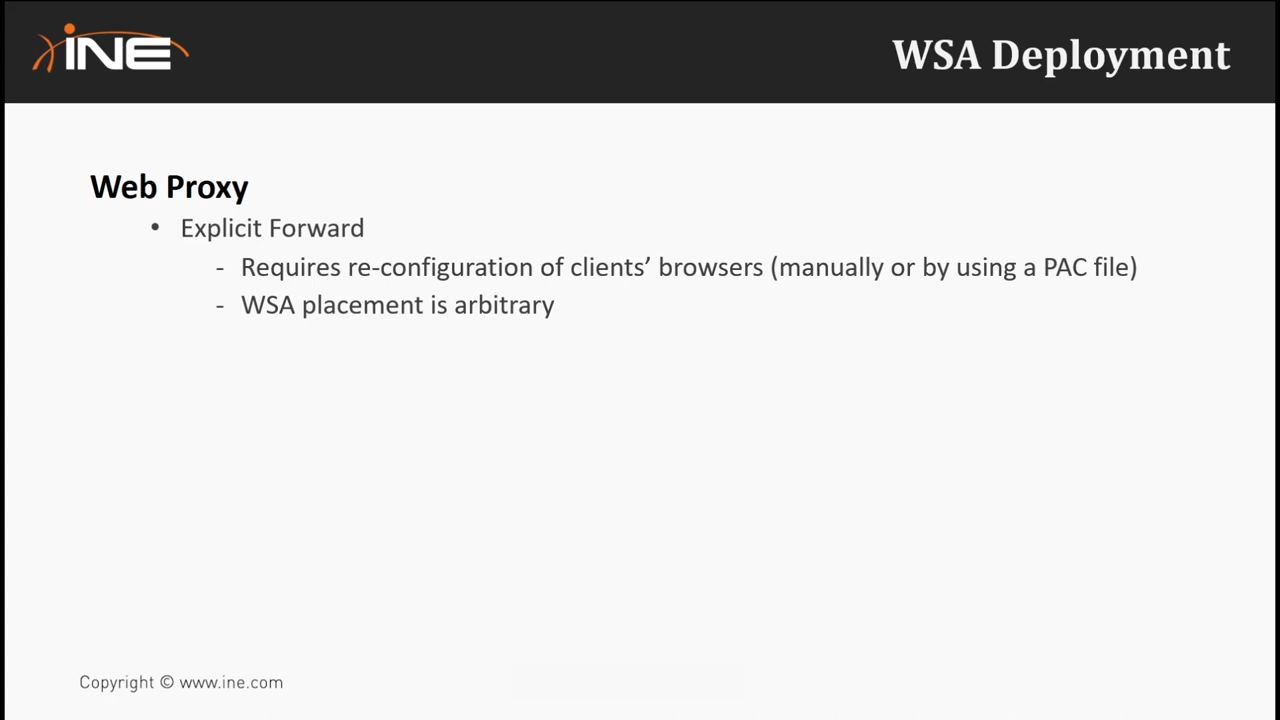 iNE
WSA Deployment
Web Proxy
• Explicit Forward
- Requires re-configuration of clients’ browsers (manually or by using a PAC file)
- WSA placement is arbitrary
Copyright © www.ine.com